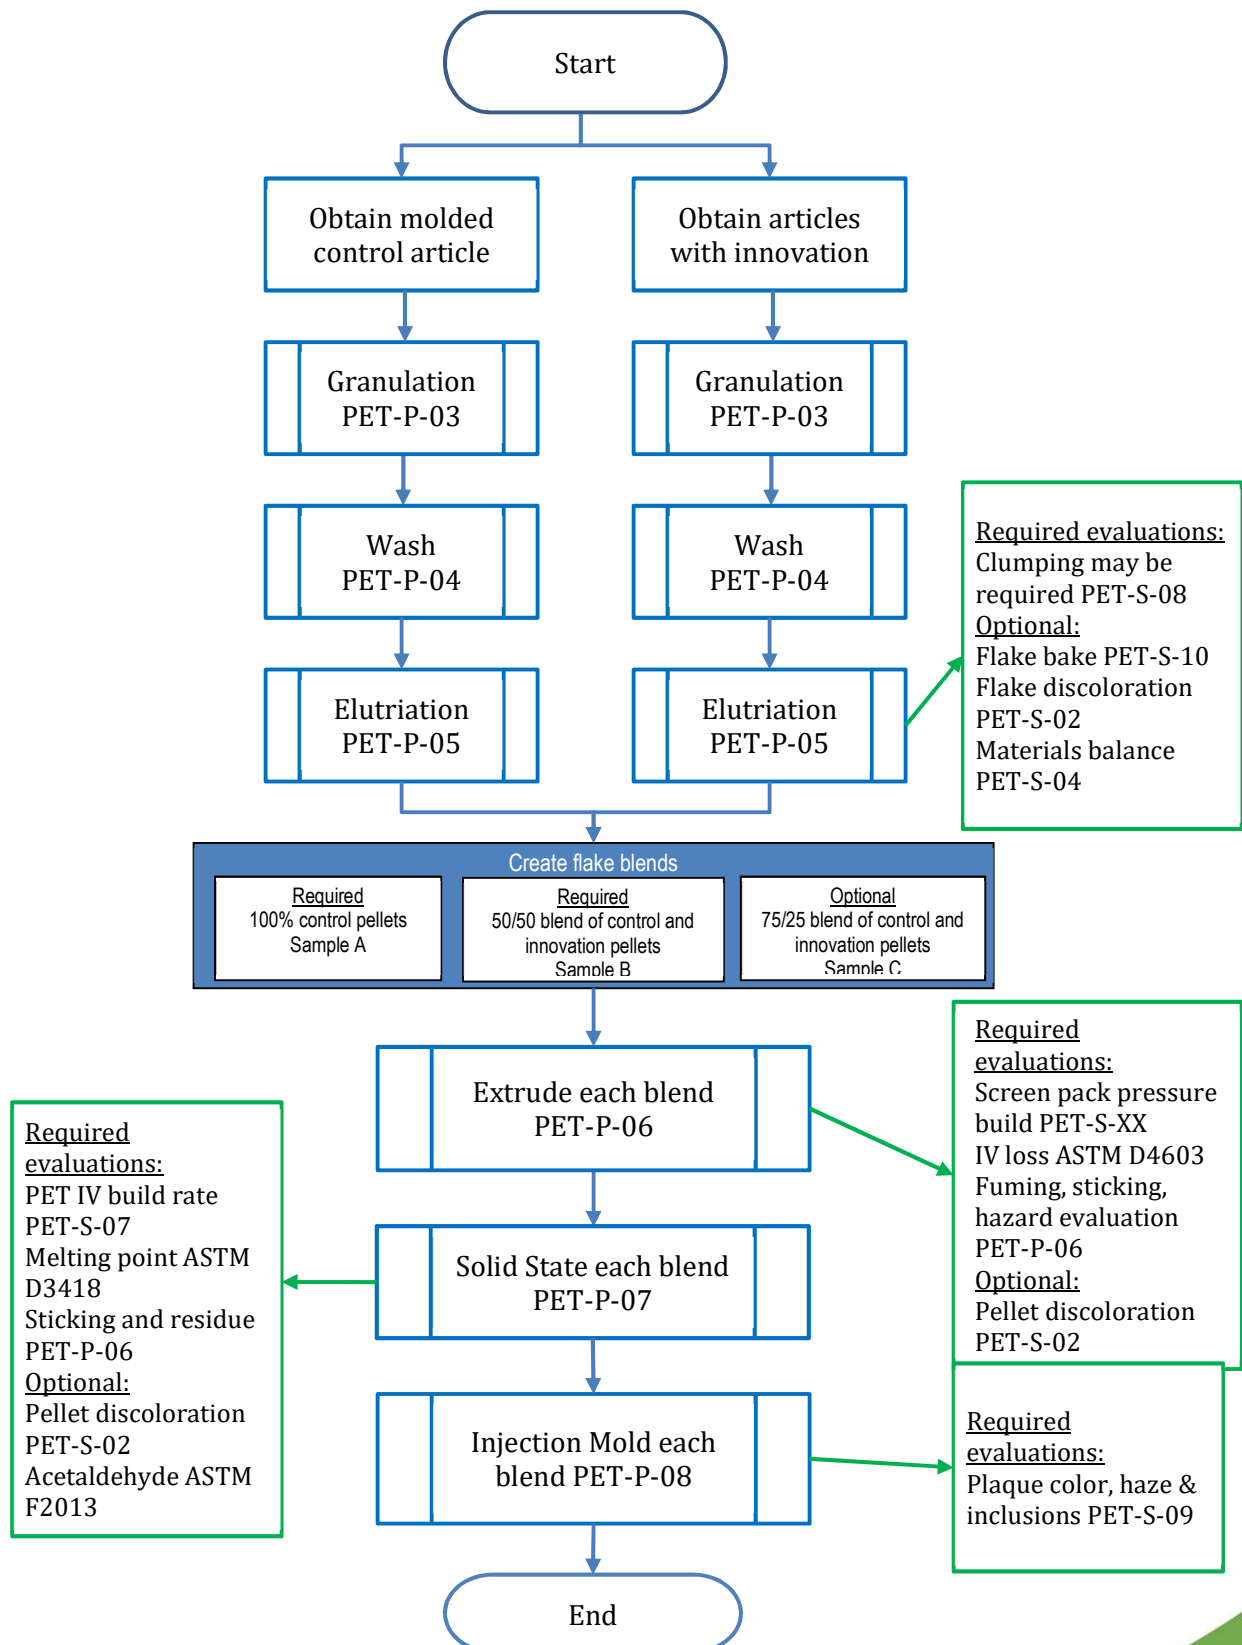 Start
Obtain molded
control article
Obtain articles
with innovation
Granulation
PET-P-03
Granulation
PET-P-03
Wash
PET-P-04
Wash
PET-P-04
Elutriation
PET-P-05
Elutriation
PET-P-05
Required evaluations:
Clumping may be
required PET-S-08
Optional:
Flake bake PET-S-10
Flake discoloration
PET-S-02
Materials balance
PET-S-04
Create flake blends
Required
100% control pellets
Sample A
Required
50/50 blend of control and
innovation pellets
Sample B
Optional
75/25 blend of control and
innovation pellets
Sample C
Extrude each blend
PET-P-06
Required
evaluations:
Screen pack pressure
build PET-S-XX
IV loss ASTM D4603
Fuming, sticking,
hazard evaluation
PET-P-06
Optional:
Pellet discoloration
PET-S-02
Solid State each blend
PET-P-07
Required
evaluations:
PET IV build rate
PET-S-07
Melting point ASTM
D3418
Sticking and residue
PET-P-06
Optional:
Pellet discoloration
PET-S-02
Acetaldehyde ASTM
F2013
Injection Mold each
blend PET-P-08
Required
evaluations:
Plaque color, haze &
inclusions PET-S-09
End